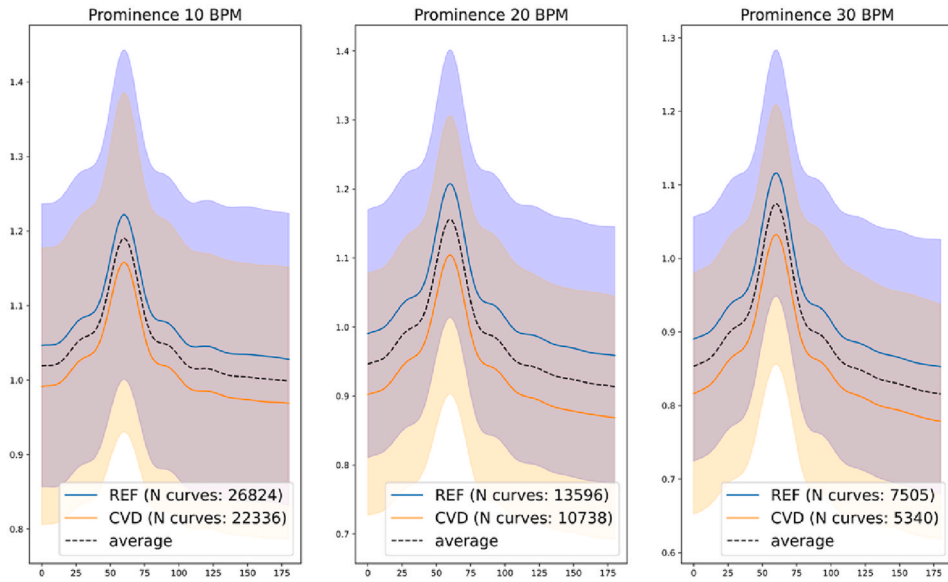 Prominence 10 BPM
1.4
1.3
1.2
1.1
1.0
0.9
0.8
0 25 50 75 100 125 150 175
REF (N curves: 26824)
CVD (N curves: 22336)
average
Prominence 20 BPM
1.4
1.3
1.2
1.1
1.0
0.9
0.8
0.7
0 25 50 75 100 125 150 175
REF (N curves: 13596)
CVD (N curves: 10738)
average
Prominence 30 BPM
1.3
1.2
1.1
1.0
0.9
0.8
0.7
0.6
0 25 50 75 100 125 150 175
REF (N curves: 7505)
CVD (N curves: 5340)
average